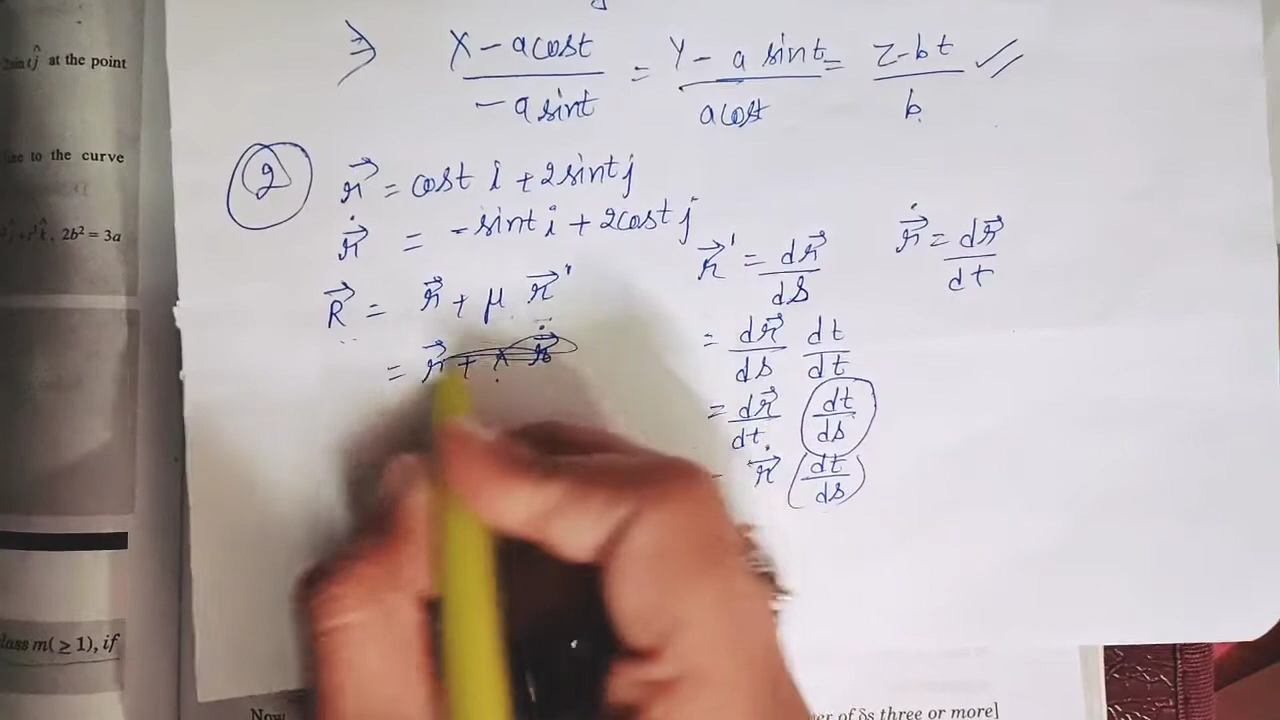 X - a cost / - a sint = Y - a sint / a cost = Z - bt / b
2sin tĵ at the point
to the curve
2b² = 3a
m(≥ 1), if
② r⃗ = cost i + 2sint j
ṙ⃗ = - sint i + 2cost j
R⃗ = r⃗ + μ r⃗'
= r⃗ + λ
r⃗' = dr⃗/ds
= dr⃗/ds dt/dt
= dr⃗/dt (dt/ds)
ṙ⃗ (dt/ds)
ṙ⃗ = dr⃗/dt
Now
of δs three or more]